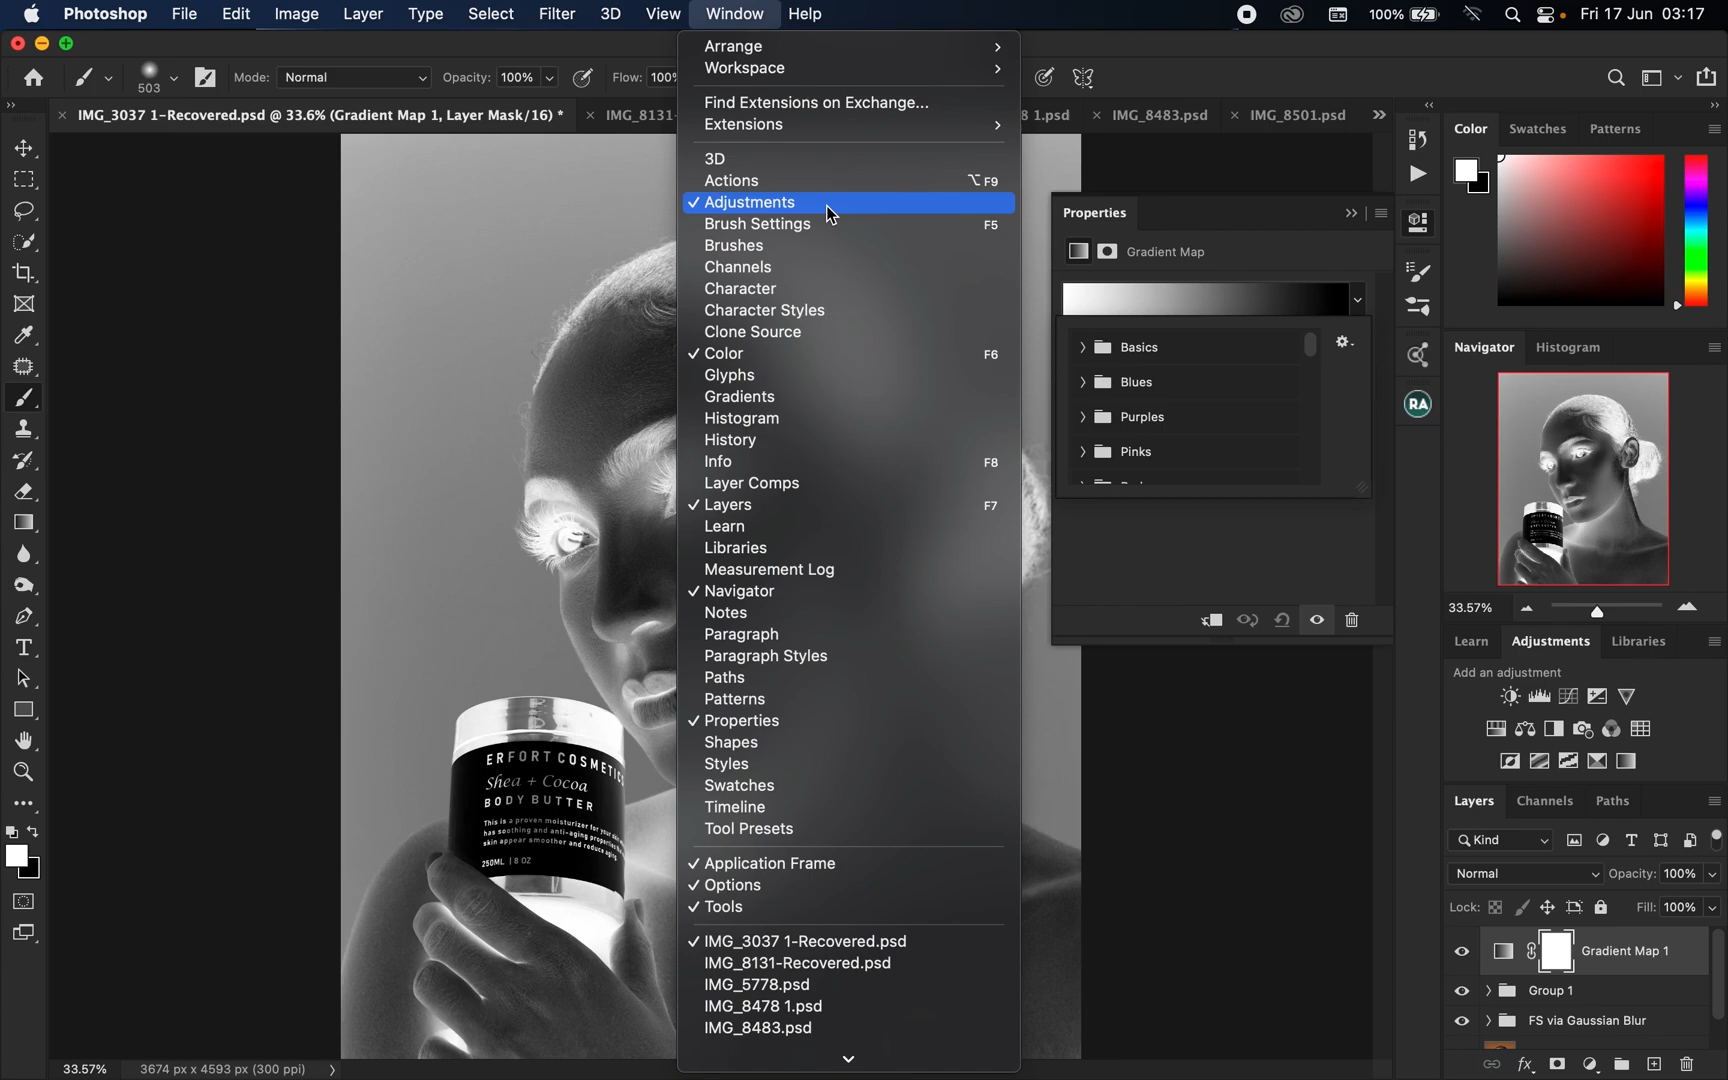 Photoshop File Edit Image Layer Type Select Filter 3D View Window Help 100% Fri 17 Jun 03:17
503 Mode: Normal Opacity: 100% Flow: 100%
IMG_3037 1-Recovered.psd @ 33.6% (Gradient Map 1, Layer Mask/16) * IMG_8131- 8 1.psd IMG_8483.psd IMG_8501.psd
Arrange
Workspace
Find Extensions on Exchange...
Extensions
3D
Actions ⌥F9
✓ Adjustments
Brush Settings F5
Brushes
Channels
Character
Character Styles
Clone Source
✓ Color F6
Glyphs
Gradients
Histogram
History
Info F8
Layer Comps
✓ Layers F7
Learn
Libraries
Measurement Log
✓ Navigator
Notes
Paragraph
Paragraph Styles
Paths
Patterns
✓ Properties
Shapes
Styles
Swatches
Timeline
Tool Presets
✓ Application Frame
✓ Options
✓ Tools
✓ IMG_3037 1-Recovered.psd
IMG_8131-Recovered.psd
IMG_5778.psd
IMG_8478 1.psd
IMG_8483.psd
ERFORT COSMETIC
Shea + Cocoa
BODY BUTTER
This is a proven moisturizer for your
has soothing and anti-aging
skin appear smoother and reduce aging.
250ML | 8 OZ
Properties
Gradient Map
Basics
Blues
Purples
Pinks
RA
Color Swatches Patterns
Navigator Histogram
33.57%
Learn Adjustments Libraries
Add an adjustment
Layers Channels Paths
Kind
Normal Opacity: 100%
Lock: Fill: 100%
Gradient Map 1
Group 1
FS via Gaussian Blur
fx
33.57% 3674 px x 4593 px (300 ppi)